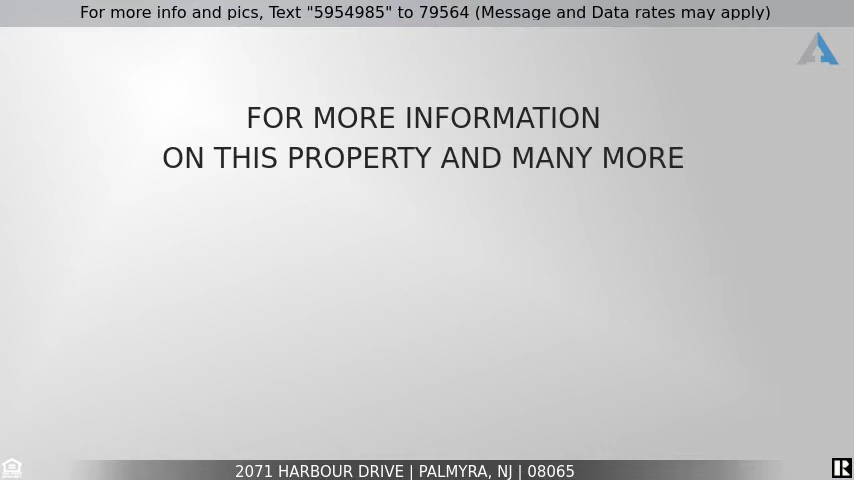 For more info and pics, Text "5954985" to 79564 (Message and Data rates may apply)
FOR MORE INFORMATION
ON THIS PROPERTY AND MANY MORE
2071 HARBOUR DRIVE | PALMYRA, NJ | 08065